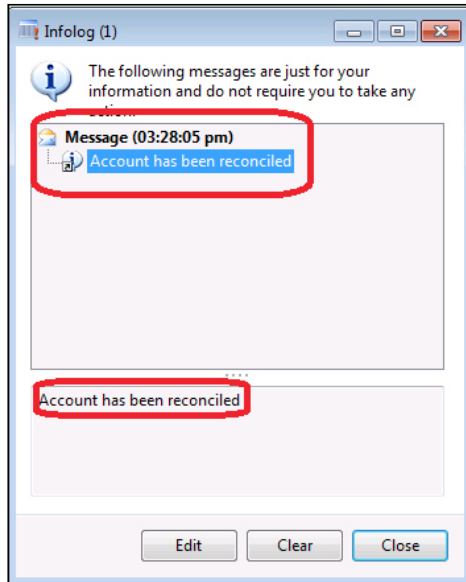 Infolog (1)
The following messages are just for your
information and do not require you to take any
action.
Message (03:28:05 pm)
Account has been reconciled
Account has been reconciled
Edit Clear Close